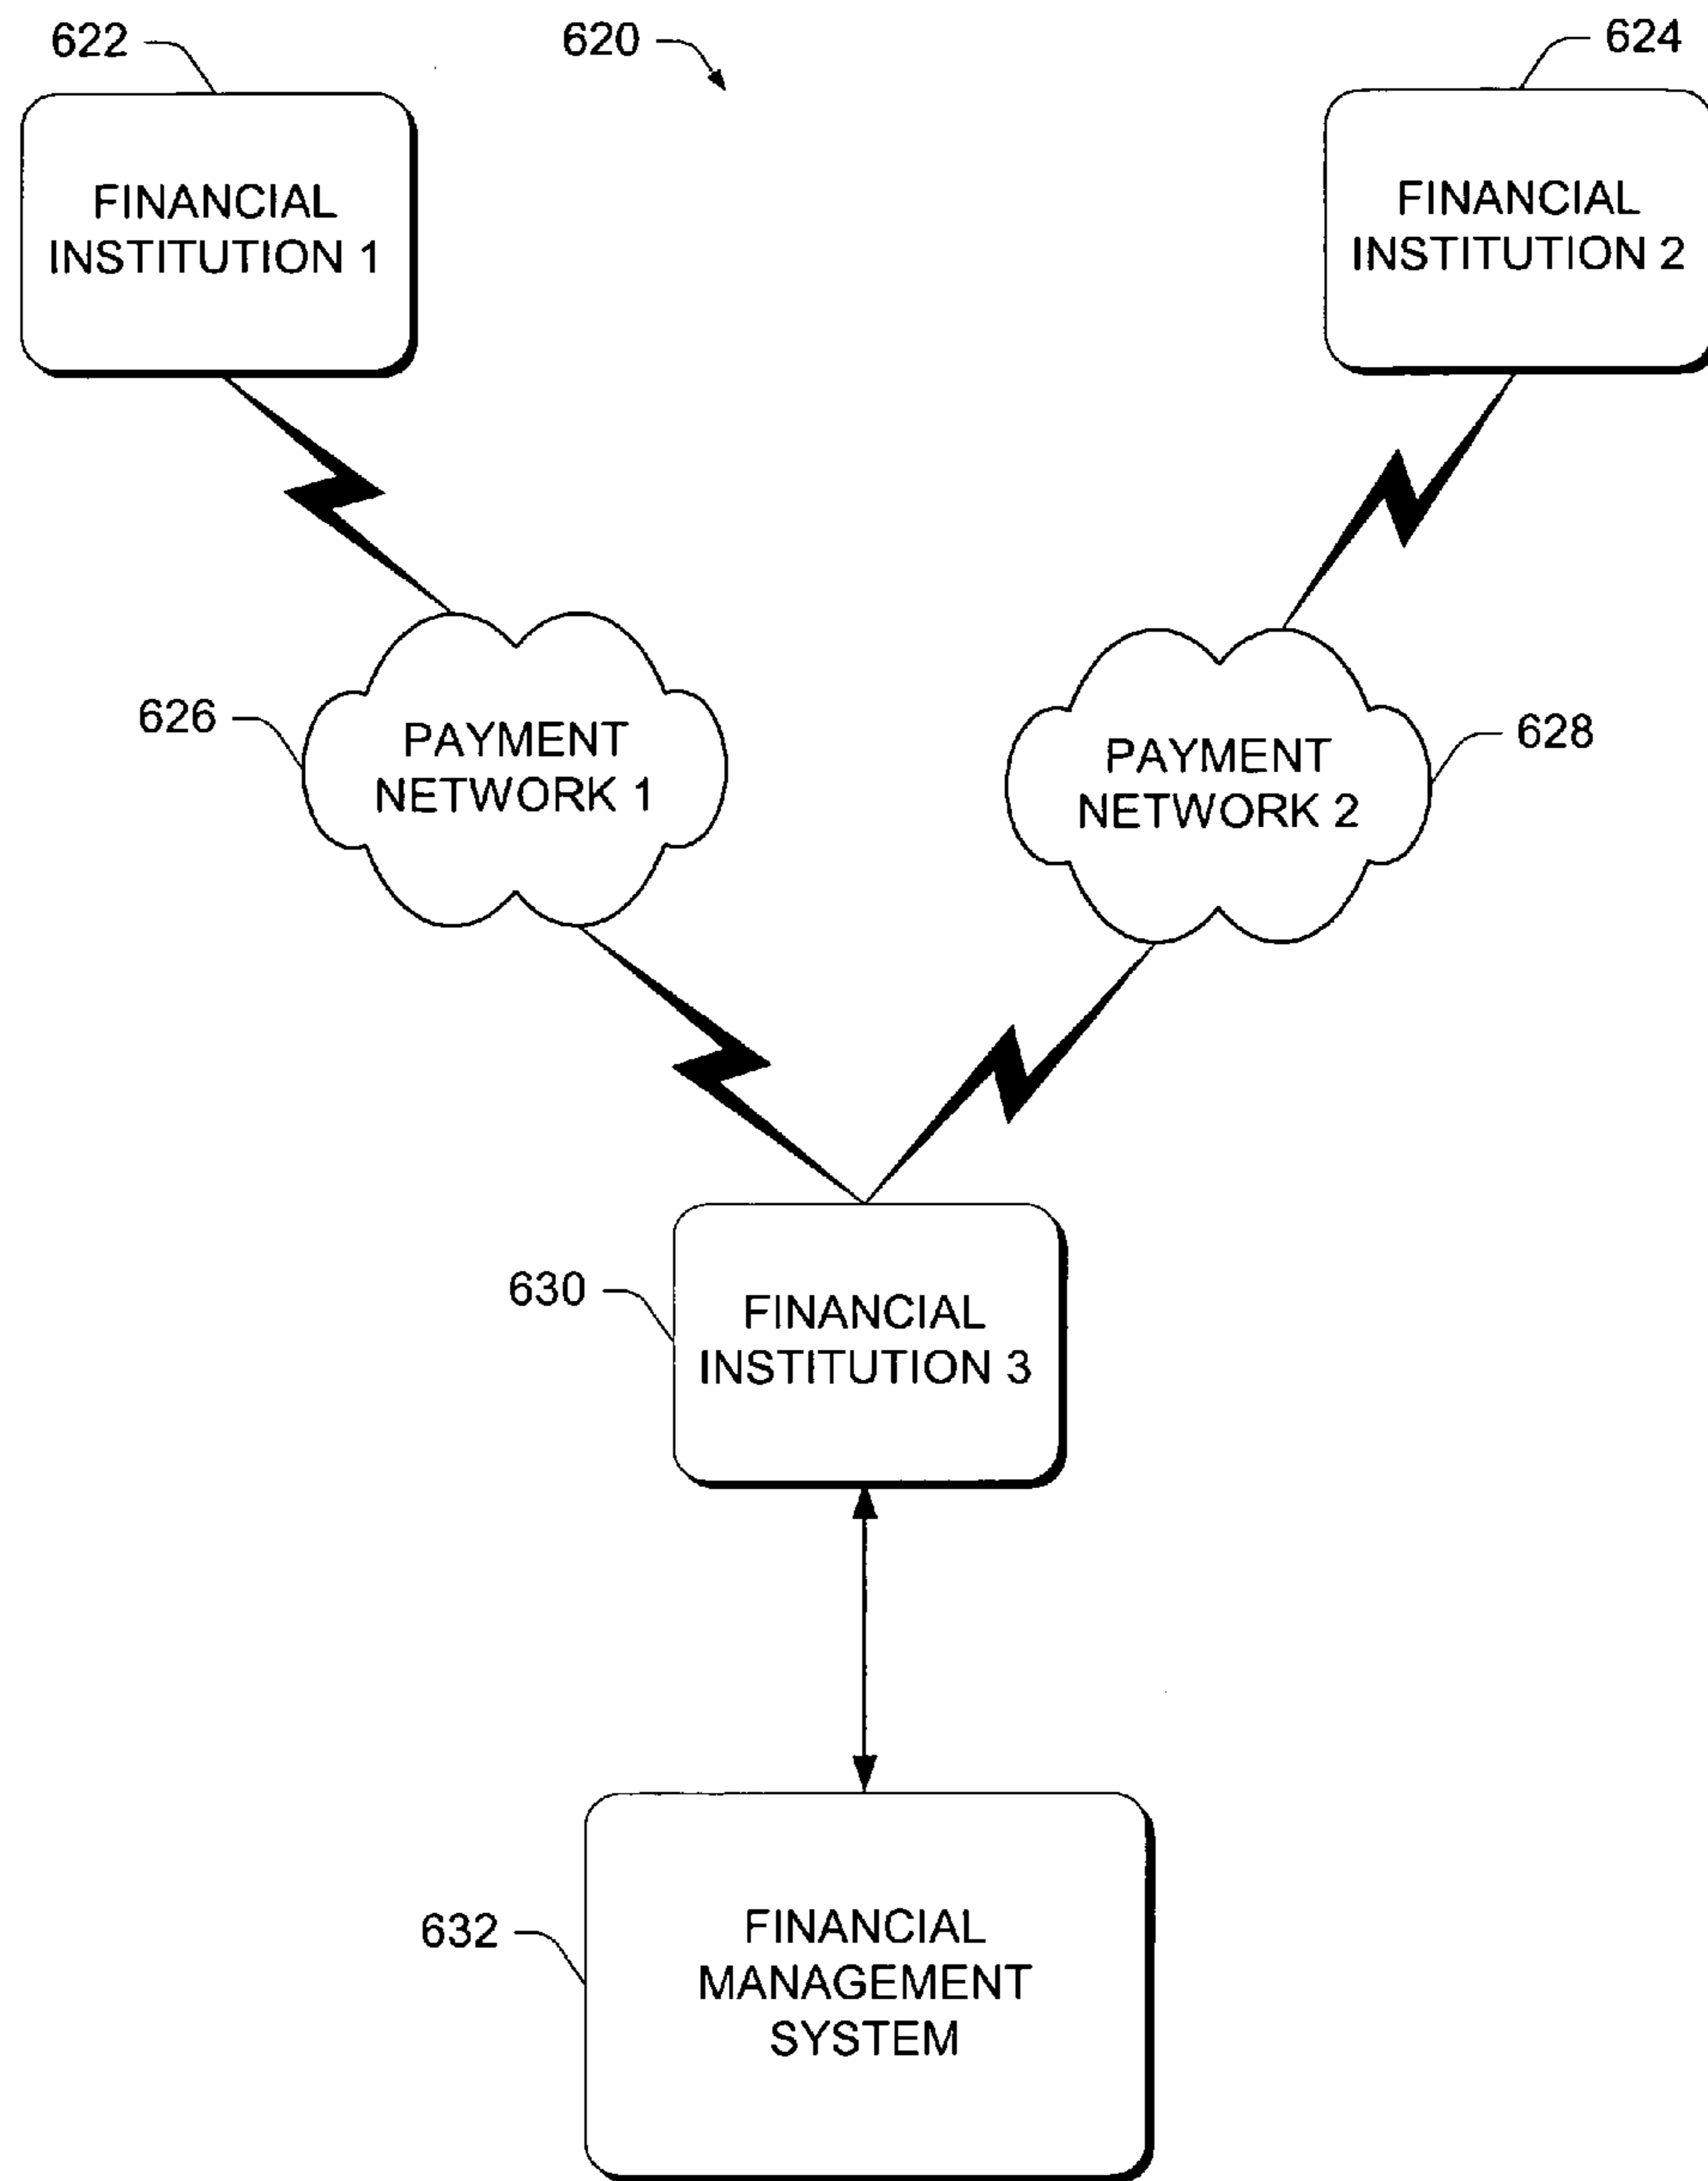 622
620
624
FINANCIAL
INSTITUTION 1
FINANCIAL
INSTITUTION 2
626
PAYMENT
NETWORK 1
PAYMENT
NETWORK 2
628
630
FINANCIAL
INSTITUTION 3
632
FINANCIAL
MANAGEMENT
SYSTEM